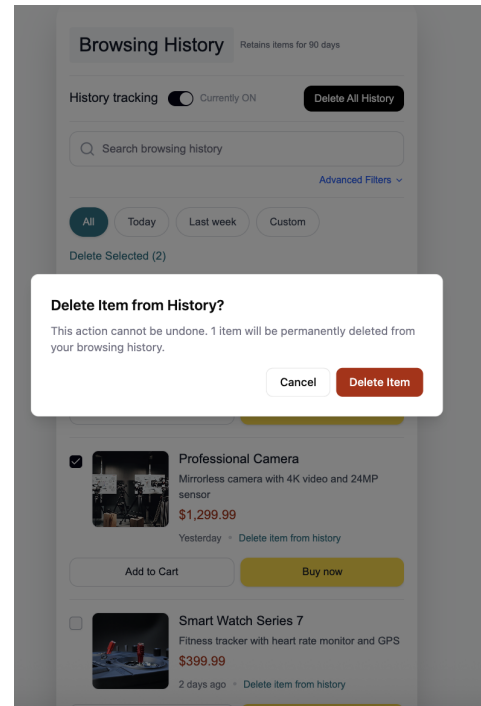 Browsing History
Retains items for 90 days
History tracking
Currently ON
Delete All History
Search browsing history
Advanced Filters
All
Today
Last week
Custom
Delete Selected (2)
Delete Item from History?
This action cannot be undone. 1 item will be permanently deleted from
your browsing history.
Cancel
Delete Item
Professional Camera
Mirrorless camera with 4K video and 24MP
sensor
$1,299.99
Yesterday • Delete item from history
Add to Cart
Buy now
Smart Watch Series 7
Fitness tracker with heart rate monitor and GPS
$399.99
2 days ago • Delete item from history